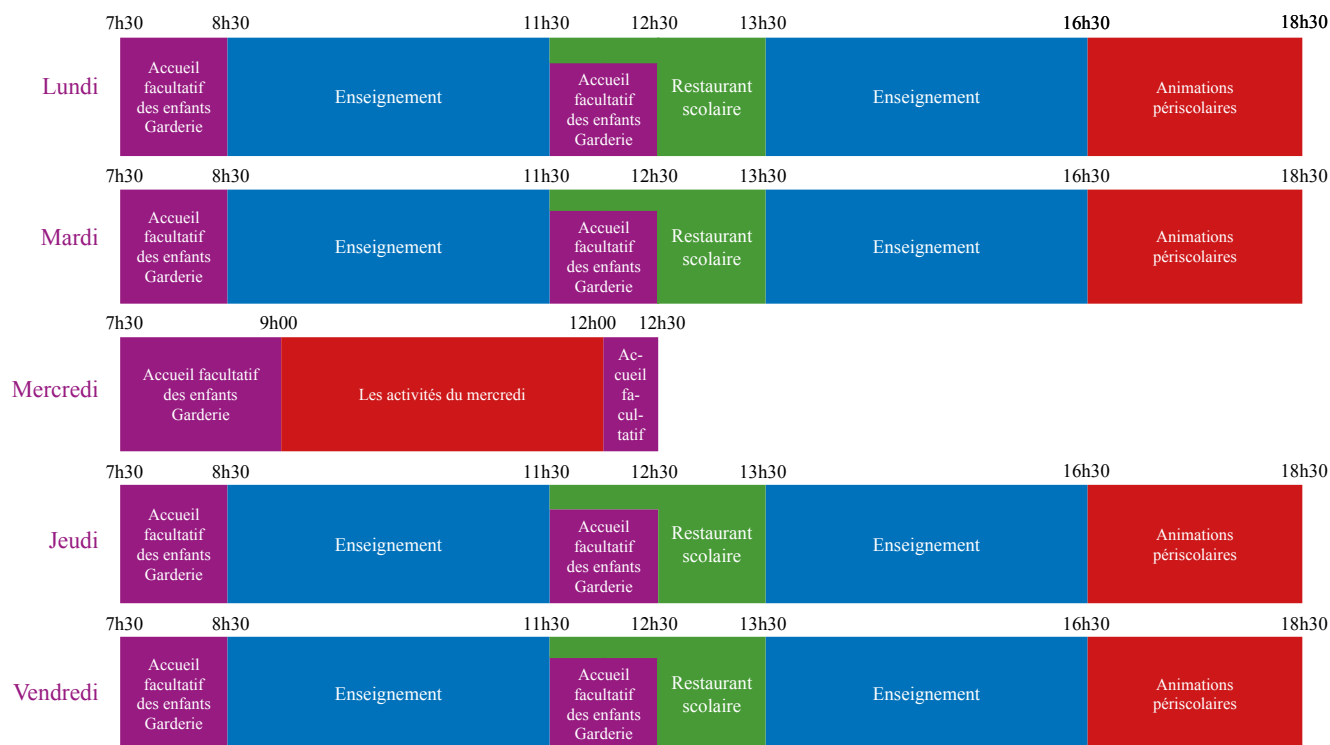 7h30 8h30 11h30 12h30 13h30 16h30 18h30
Lundi
Accueil
facultatif
des enfants
Garderie
Enseignement
Accueil
facultatif
des enfants
Garderie
Restaurant
scolaire
Enseignement
Animations
périscolaires
7h30 8h30 11h30 12h30 13h30 16h30 18h30
Mardi
Accueil
facultatif
des enfants
Garderie
Enseignement
Accueil
facultatif
des enfants
Garderie
Restaurant
scolaire
Enseignement
Animations
périscolaires
7h30 9h00 12h00 12h30
Mercredi
Accueil facultatif
des enfants
Garderie
Les activités du mercredi
Ac-
cueil
fa-
cul-
tatif
7h30 8h30 11h30 12h30 13h30 16h30 18h30
Jeudi
Accueil
facultatif
des enfants
Garderie
Enseignement
Accueil
facultatif
des enfants
Garderie
Restaurant
scolaire
Enseignement
Animations
périscolaires
7h30 8h30 11h30 12h30 13h30 16h30 18h30
Vendredi
Accueil
facultatif
des enfants
Garderie
Enseignement
Accueil
facultatif
des enfants
Garderie
Restaurant
scolaire
Enseignement
Animations
périscolaires